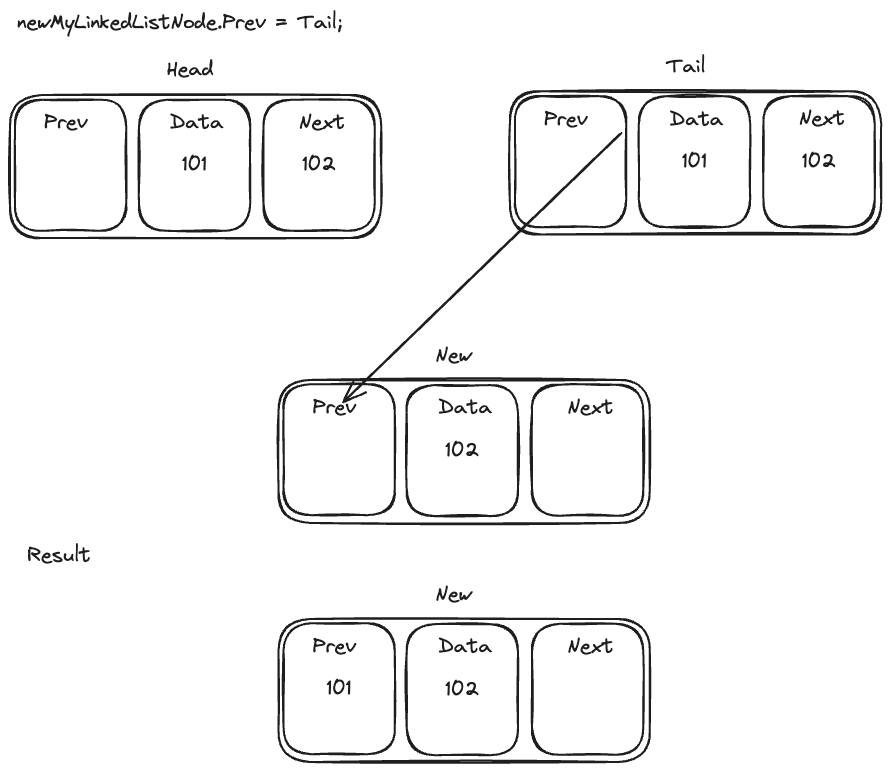 newMyLinkedListNode.Prev = Tail;
Head
Prev Data Next
101 102
Tail
Prev Data Next
101 102
New
Prev Data Next
102
Result
New
Prev Data Next
101 102